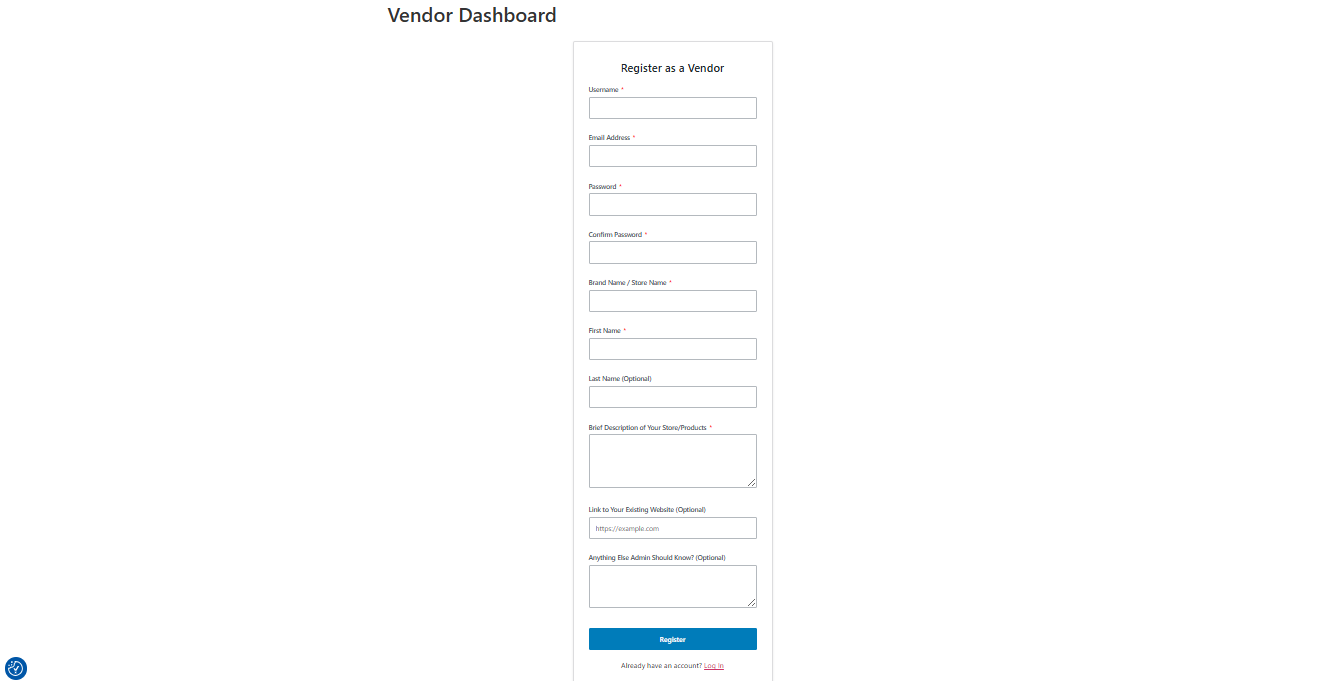 Vendor Dashboard
Register as a Vendor
Username *
Email Address *
Password *
Confirm Password *
Brand Name / Store Name *
First Name *
Last Name (Optional)
Brief Description of Your Store/Products *
Link to Your Existing Website (Optional)
https://example.com
Anything Else Admin Should Know? (Optional)
Register
Already have an account? Log In